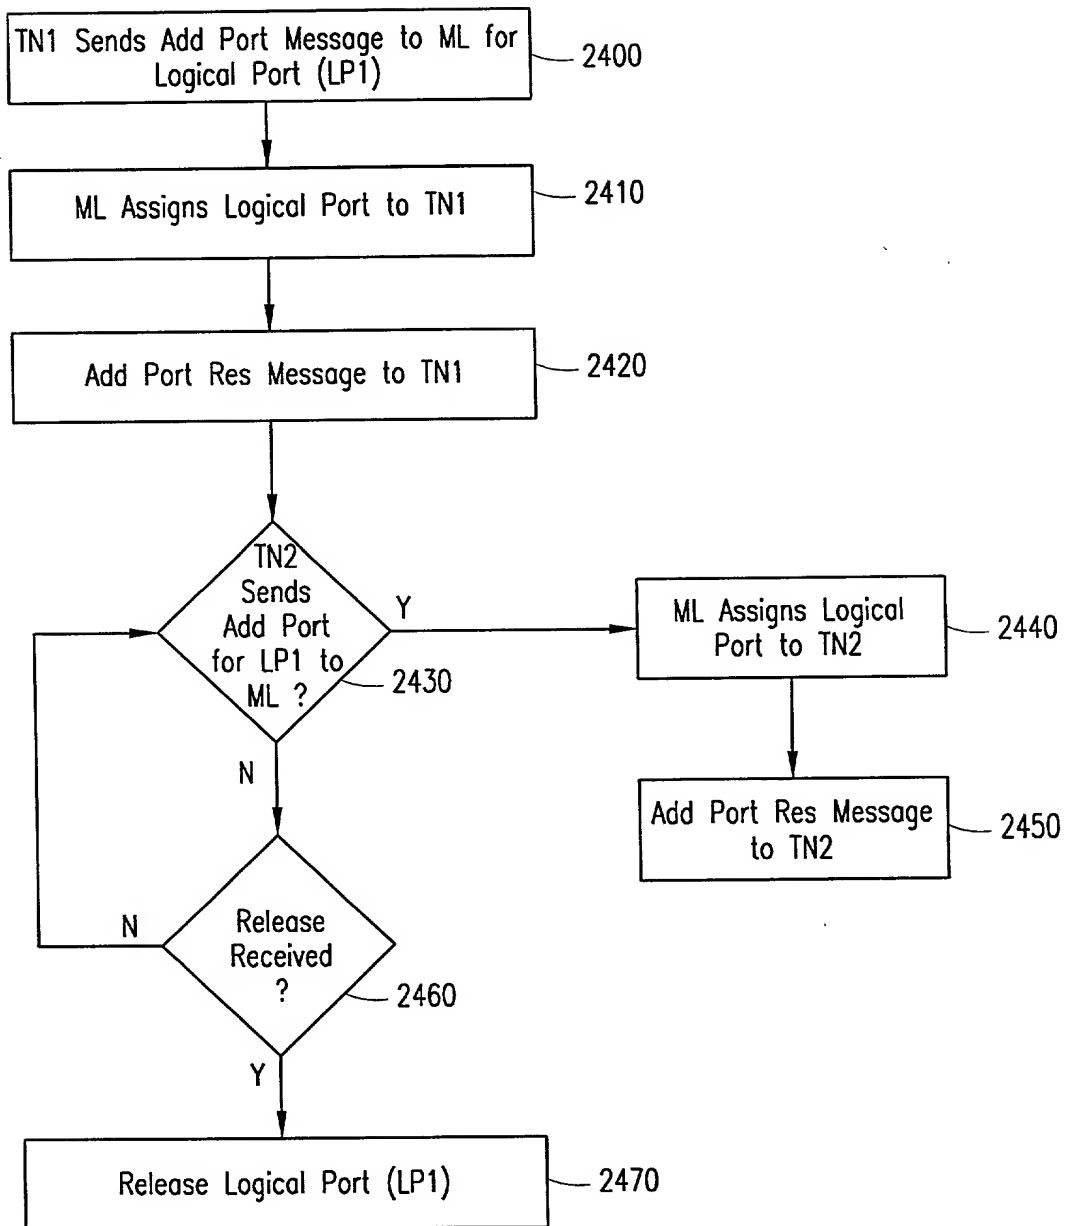 TN1 Sends Add Port Message to ML for
Logical Port (LP1)
2400
ML Assigns Logical Port to TN1
2410
Add Port Res Message to TN1
2420
TN2
Sends
Add Port
for LP1 to
ML ?
2430
Y
ML Assigns Logical
Port to TN2
2440
N
Add Port Res Message
to TN2
2450
N
Release
Received
?
2460
Y
Release Logical Port (LP1)
2470